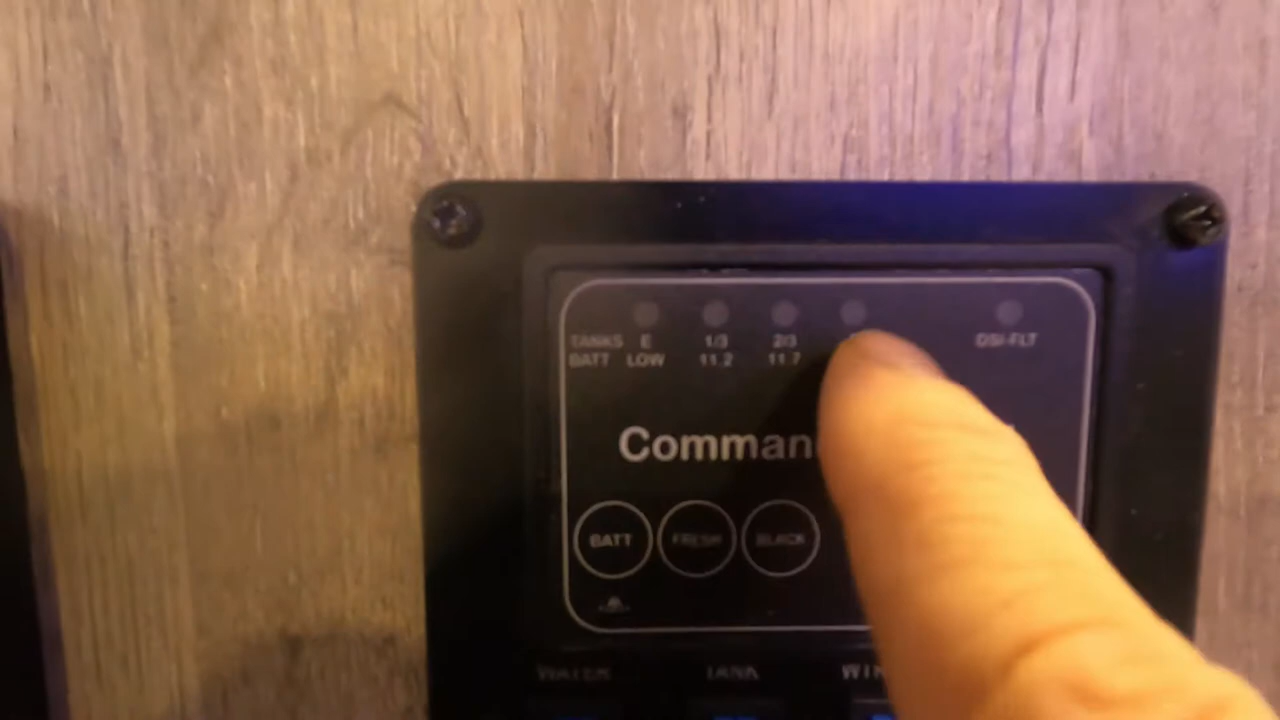 TANKS E 1/3 2/3 DSI-FLT
BATT LOW 11.2 11.7
Comman
BATT FRESH BLACK
WATER TANK WIN